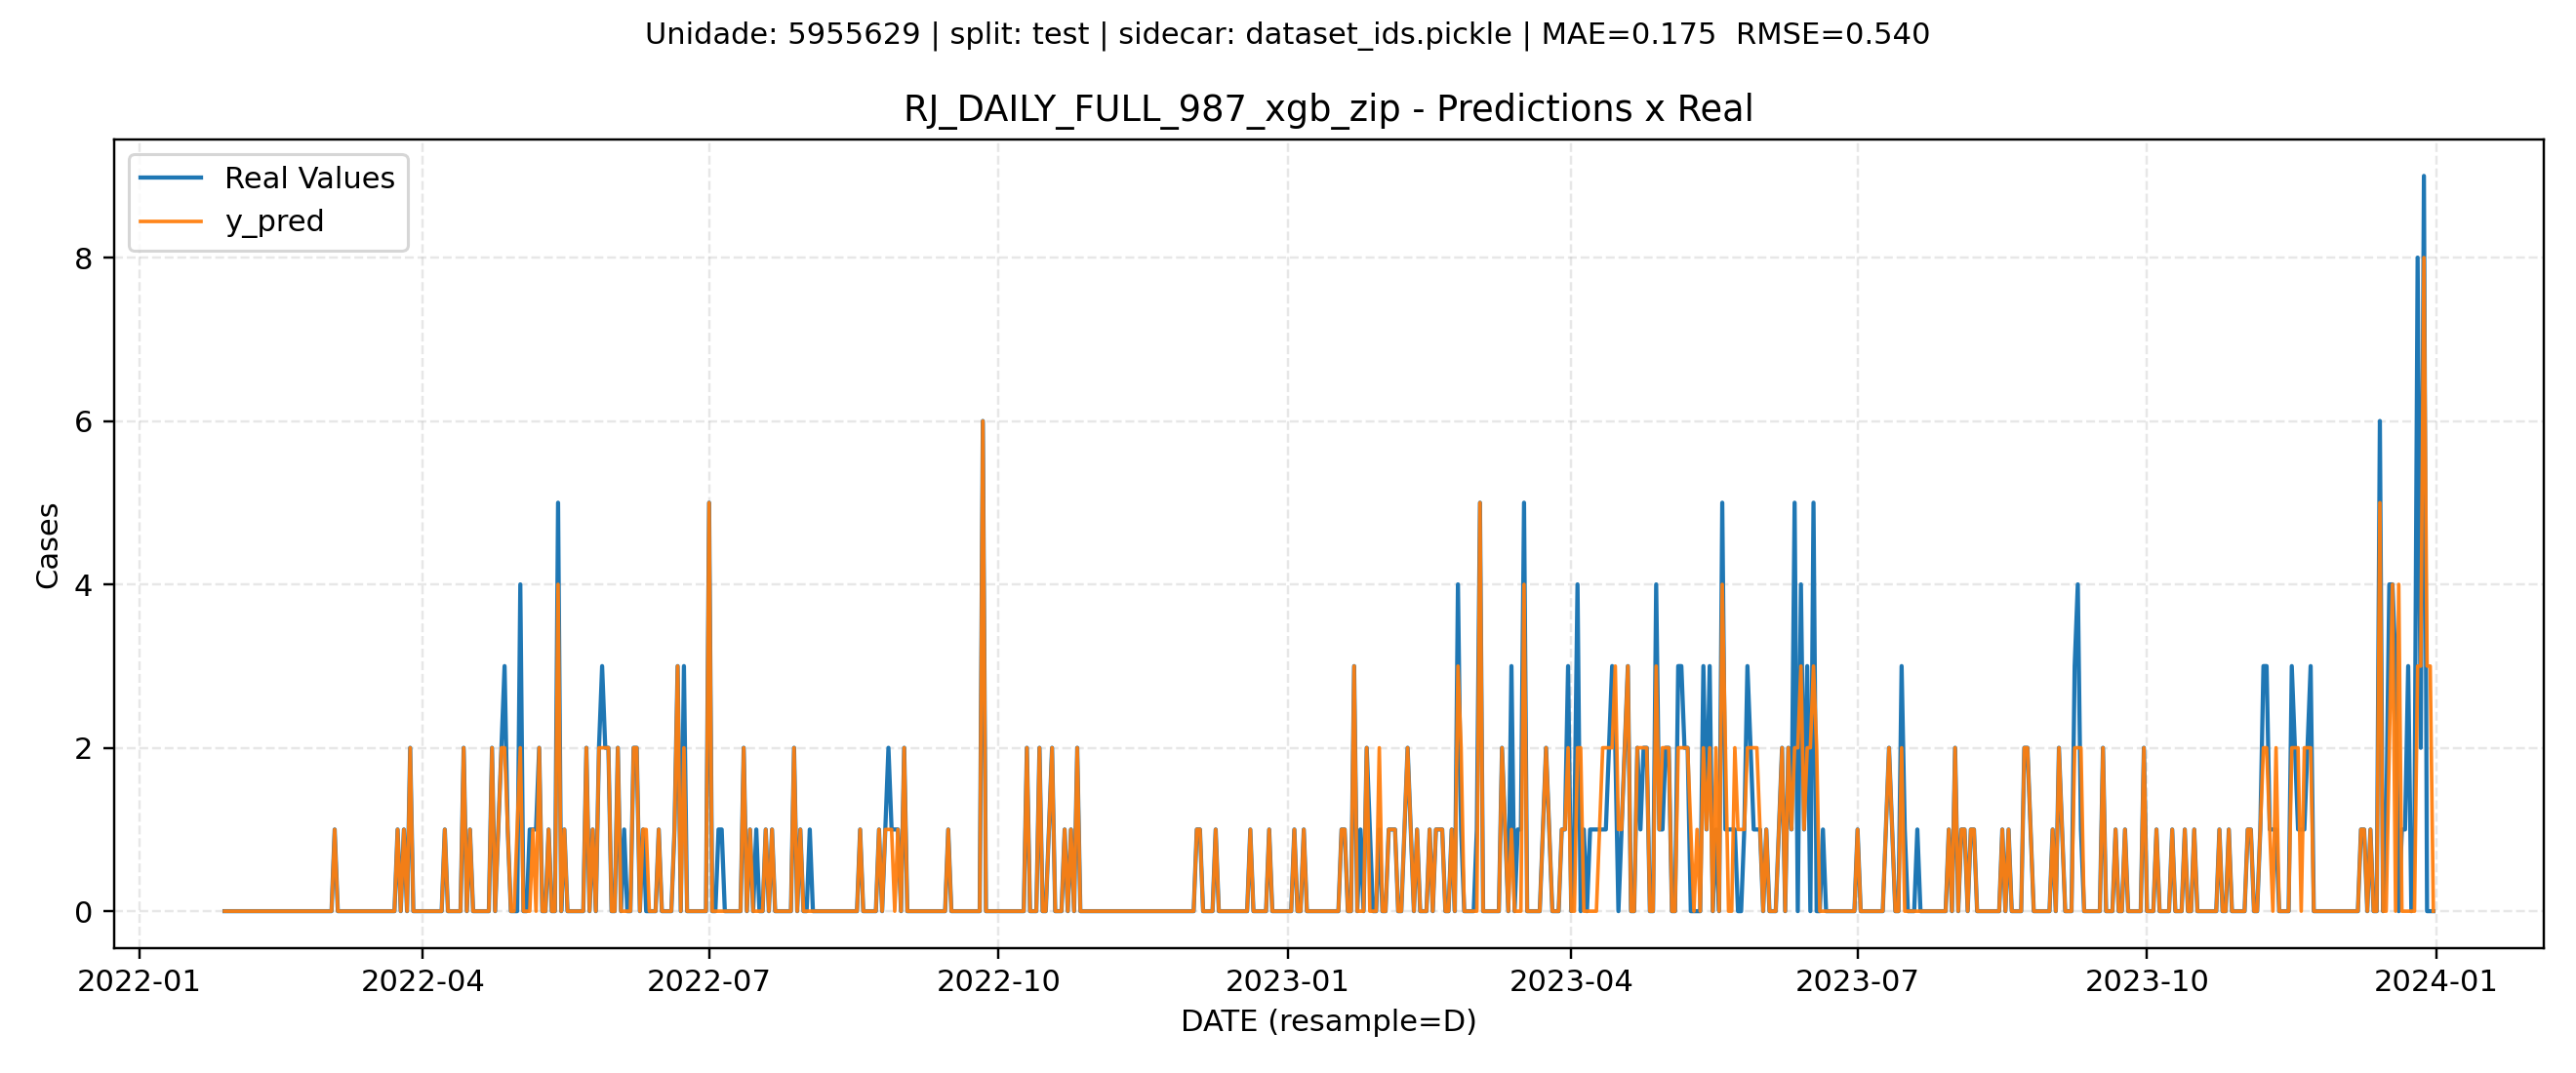 Unidade: 5955629 | split: test | sidecar: dataset_ids.pickle | MAE=0.175  RMSE=0.540
RJ_DAILY_FULL_987_xgb_zip - Predictions x Real
Real Values
y_pred
8
6
4
2
0
Cases
2022-01
2022-04
2022-07
2022-10
2023-01
2023-04
2023-07
2023-10
2024-01
DATE (resample=D)